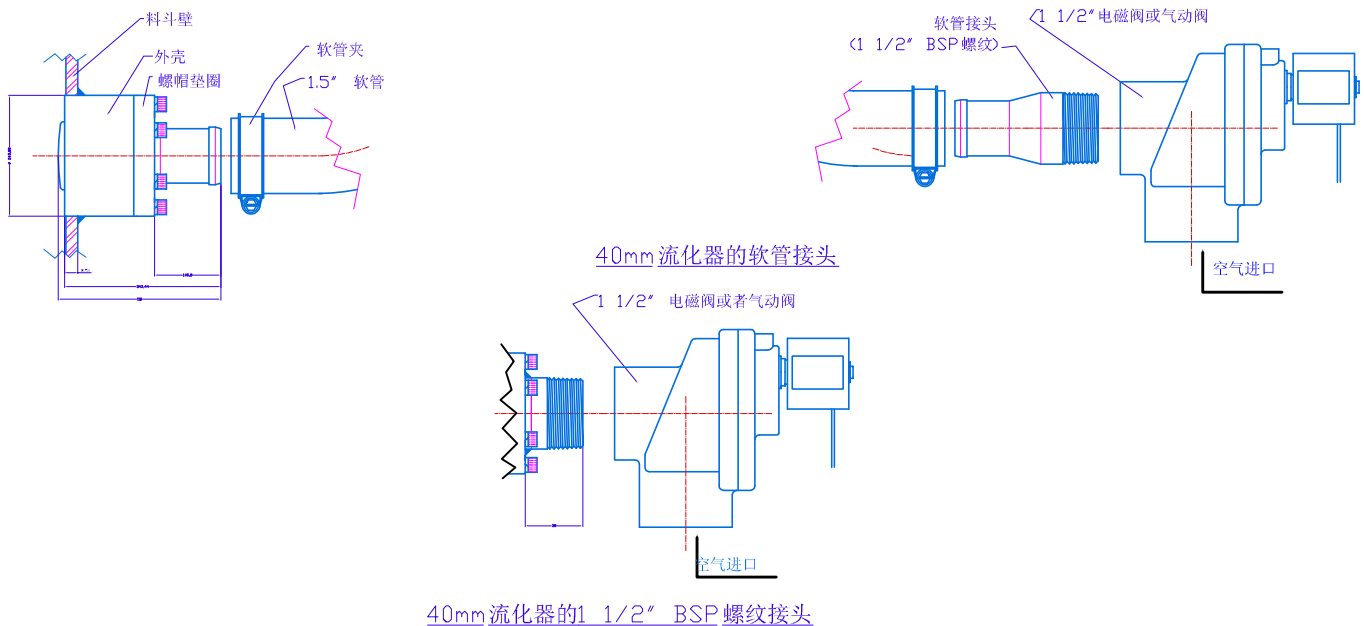 料斗壁
外壳
螺帽垫圈
软管夹
1.5" 软管
软管接头
(1 1/2" BSP螺纹)
1 1/2"电磁阀或气动阀
空气进口
40mm流化器的软管接头
1 1/2" 电磁阀或者气动阀
空气进口
40mm流化器的1 1/2" BSP螺纹接头